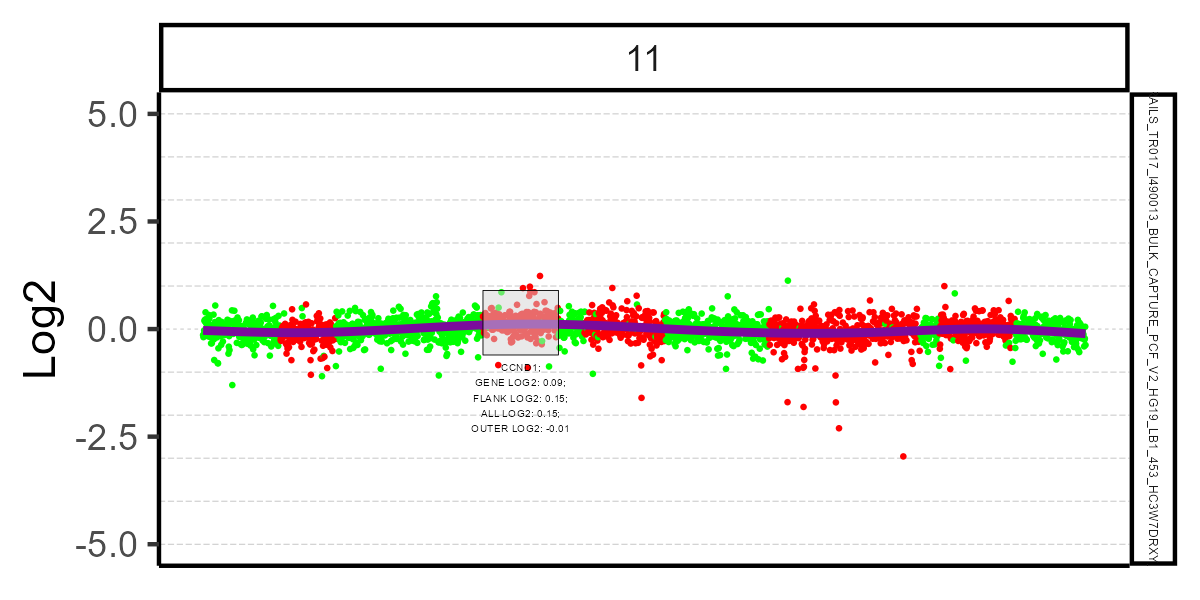 11
5.0
2.5
0.0
-2.5
-5.0
Log2
CCND1;
GENE LOG2: 0.09;
FLANK LOG2: 0.15;
ALL LOG2: 0.15;
OUTER LOG2: -0.01
AILS_TR017_I490013_BULK_CAPTURE_PCF_V2_HG19_LB1_453_HC3W7DRXY